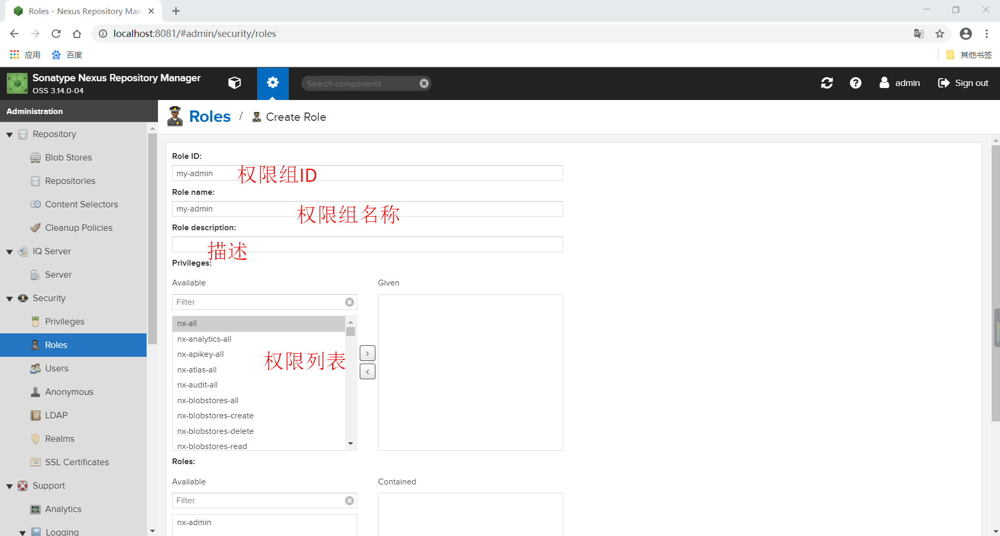 Roles - Nexus Repository Man
localhost:8081/#admin/security/roles
应用 百度 其他书签
Sonatype Nexus Repository Manager
OSS 3.14.0-04
Search components
admin Sign out
Administration
Repository
Blob Stores
Repositories
Content Selectors
Cleanup Policies
IQ Server
Server
Security
Privileges
Roles
Users
Anonymous
LDAP
Realms
SSL Certificates
Support
Analytics
Logging
Roles / Create Role
Role ID:
my-admin 权限组ID
Role name:
my-admin 权限组名称
Role description:
描述
Privileges:
Available Given
Filter
nx-all
nx-analytics-all
nx-apikey-all
权限列表
nx-atlas-all
nx-audit-all
nx-blobstores-all
nx-blobstores-create
nx-blobstores-delete
nx-blobstores-read
Roles:
Available Contained
Filter
nx-admin